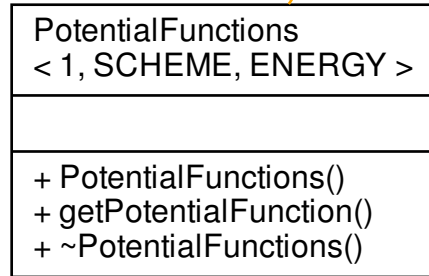 PotentialFunctions
< 1, SCHEME, ENERGY >
+ PotentialFunctions()
+ getPotentialFunction()
+ ~PotentialFunctions()